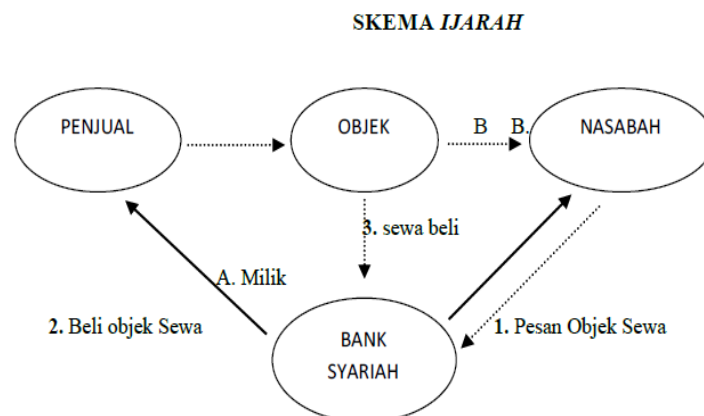 SKEMA IJARAH
PENJUAL
OBJEK
B B.
NASABAH
3. sewa beli
A. Milik
2. Beli objek Sewa
1. Pesan Objek Sewa
BANK
SYARIAH